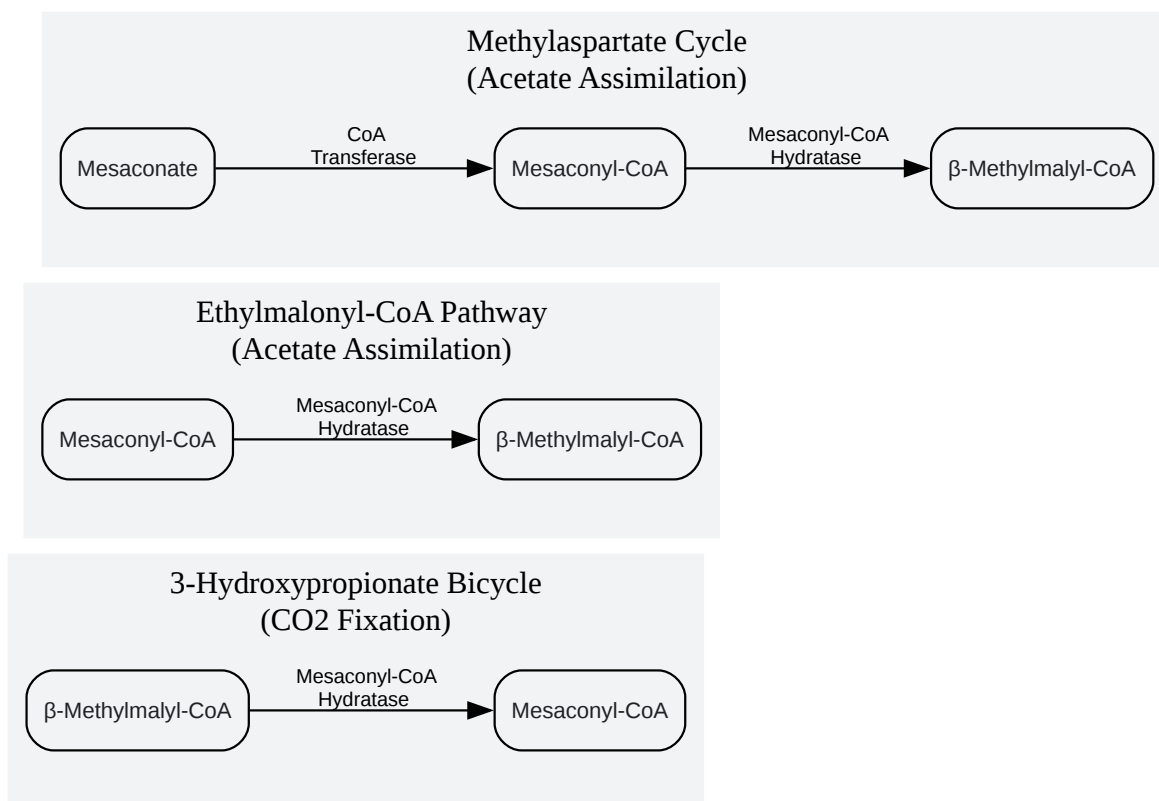 Methylaspartate Cycle
(Acetate Assimilation)
Mesaconate
CoA
Transferase
Mesaconyl-CoA
Mesaconyl-CoA
Hydratase
β-Methylmalyl-CoA
Ethylmalonyl-CoA Pathway
(Acetate Assimilation)
Mesaconyl-CoA
Mesaconyl-CoA
Hydratase
β-Methylmalyl-CoA
3-Hydroxypropionate Bicycle
(CO2 Fixation)
β-Methylmalyl-CoA
Mesaconyl-CoA
Hydratase
Mesaconyl-CoA